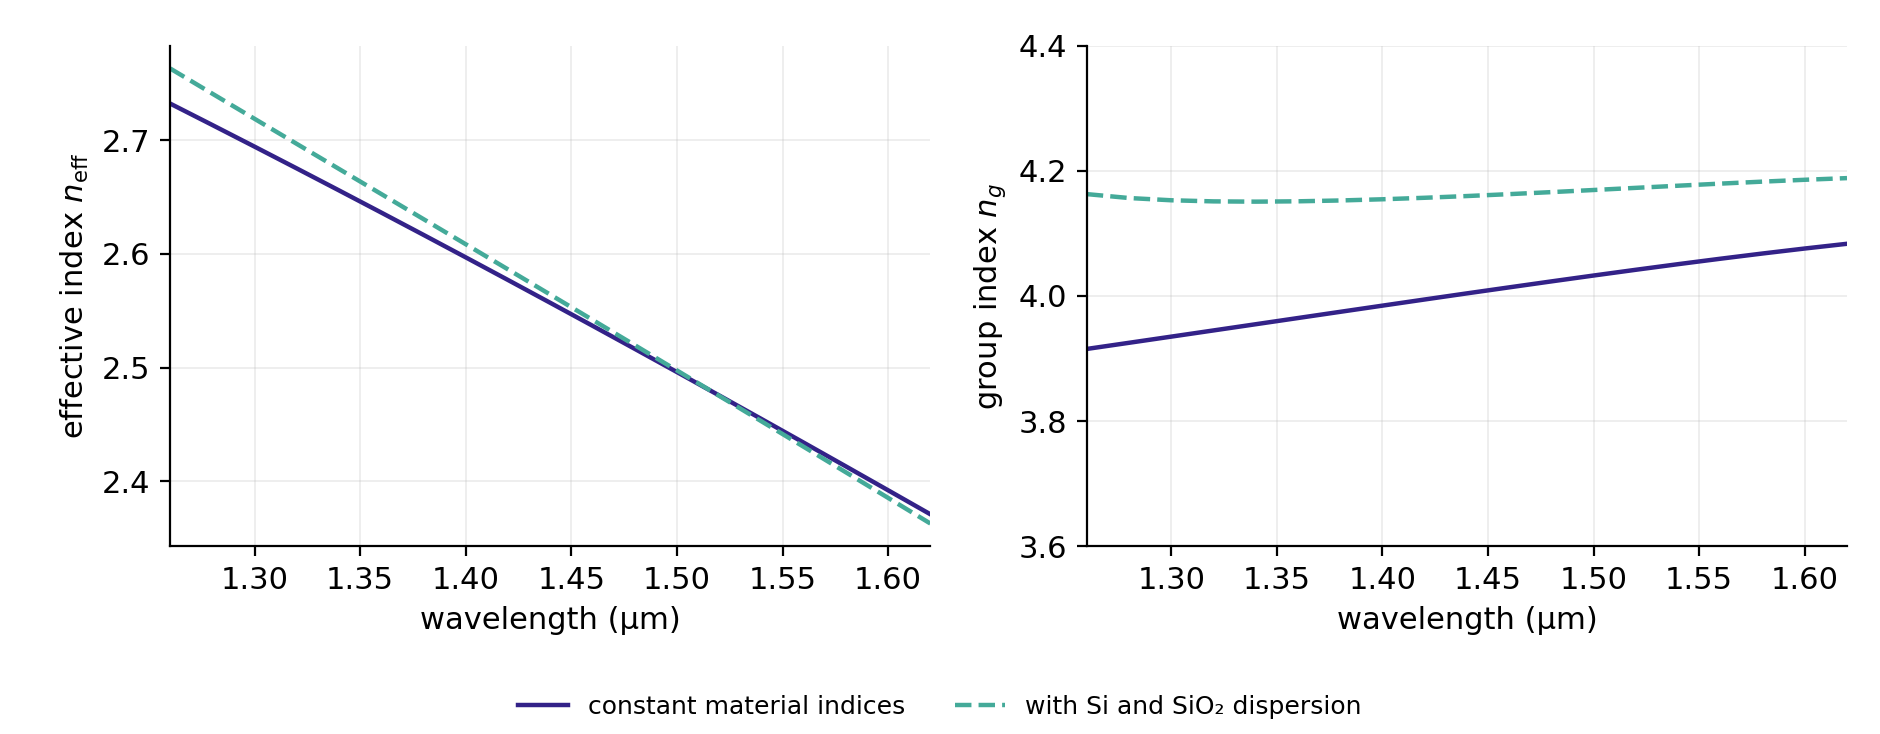 effective index n_eff
2.7
2.6
2.5
2.4
1.30 1.35 1.40 1.45 1.50 1.55 1.60
wavelength (μm)
group index n_g
4.4
4.2
4.0
3.8
3.6
1.30 1.35 1.40 1.45 1.50 1.55 1.60
wavelength (μm)
constant material indices
with Si and SiO₂ dispersion